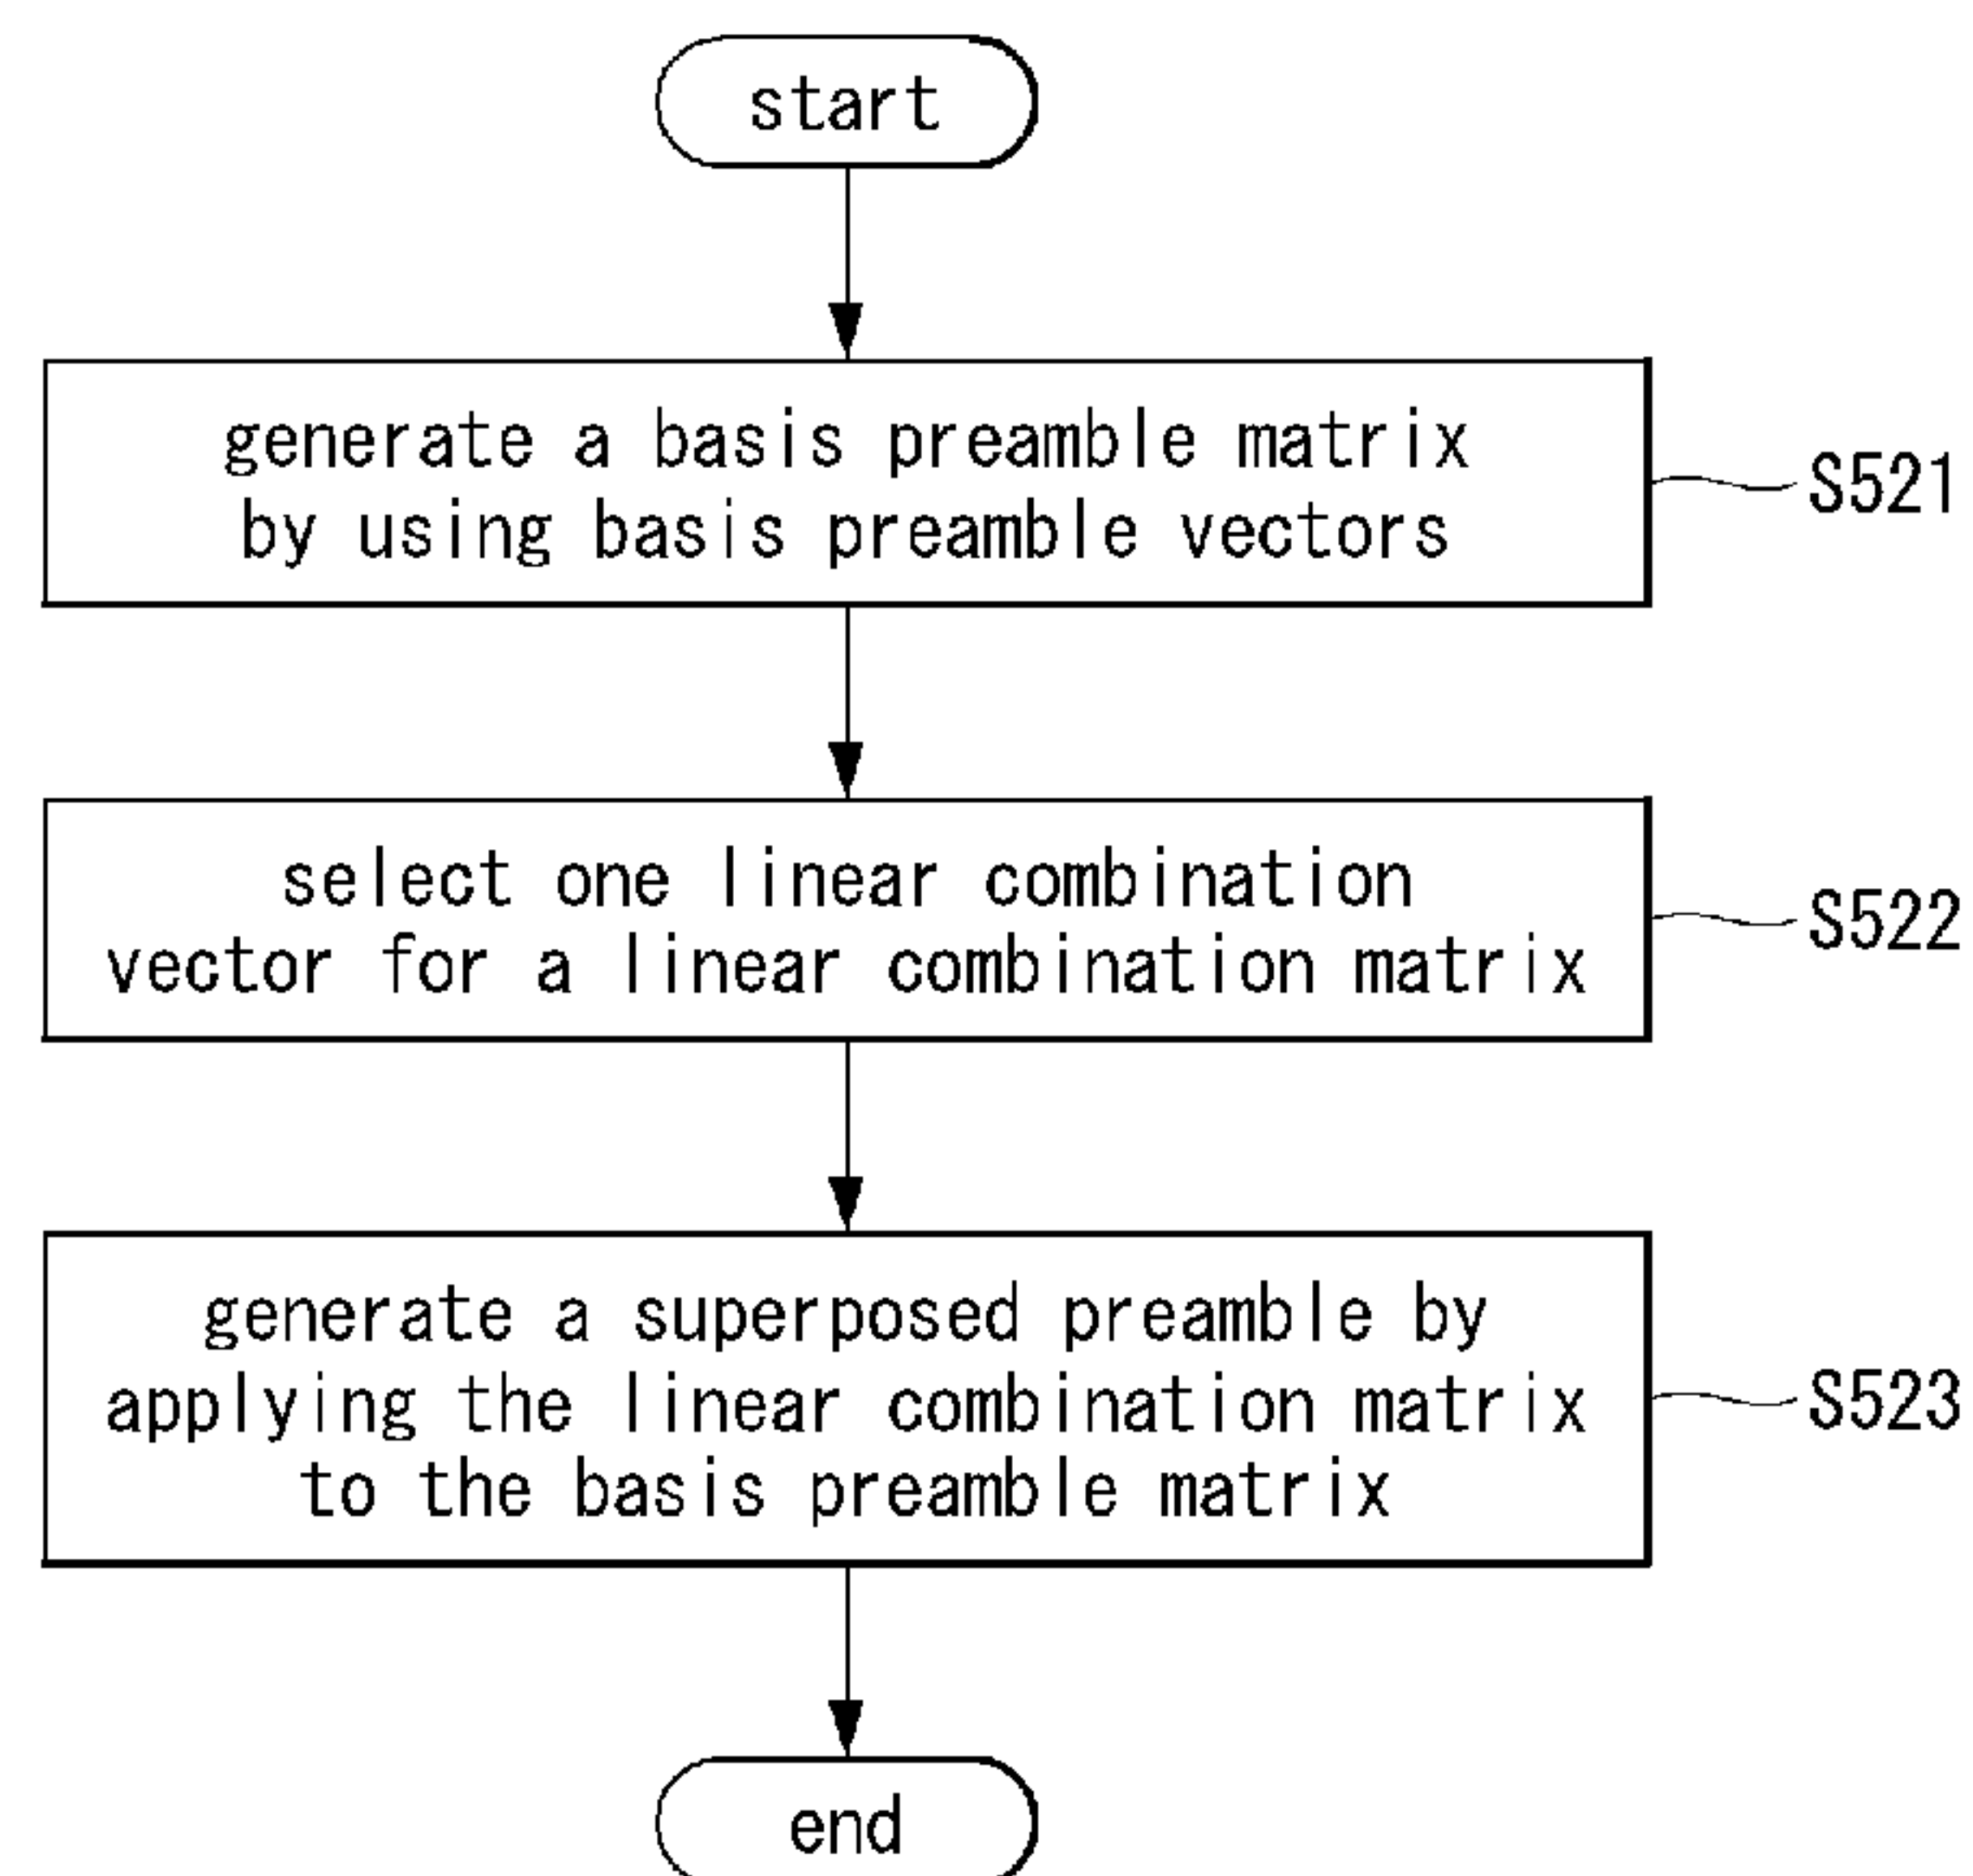 start
generate a basis preamble matrix
by using basis preamble vectors
S521
select one linear combination
vector for a linear combination matrix
S522
generate a superposed preamble by
applying the linear combination matrix
to the basis preamble matrix
S523
end